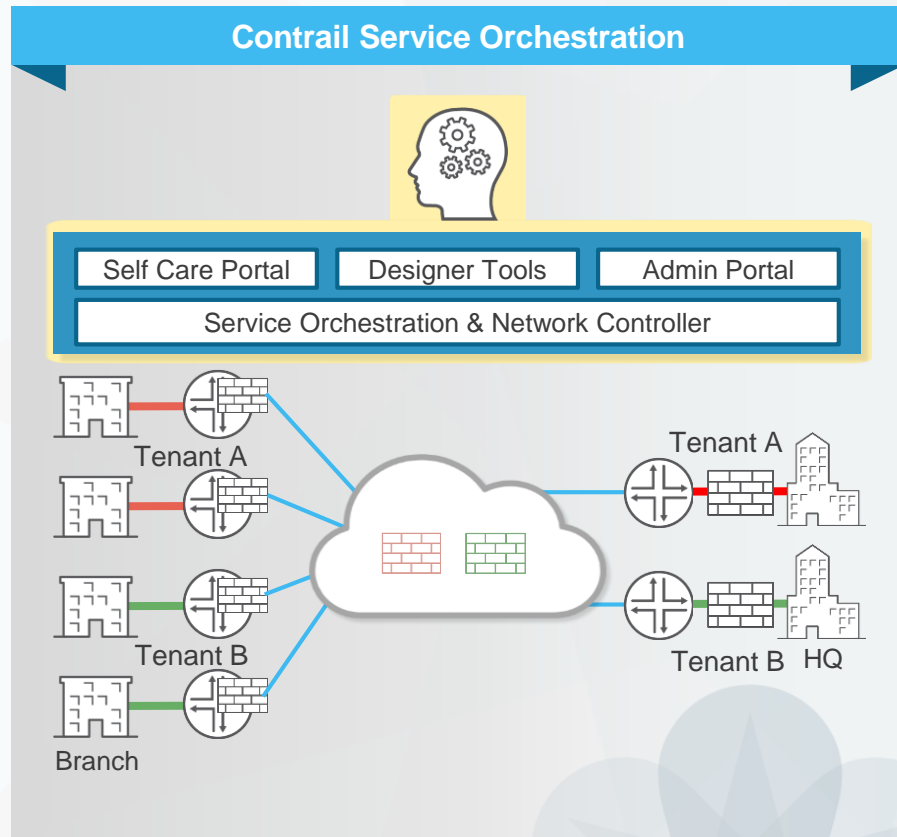 Contrail Service Orchestration
Self Care Portal
Designer Tools
Admin Portal
Service Orchestration & Network Controller
Tenant A
Tenant A
Tenant B
Tenant B
HQ
Branch